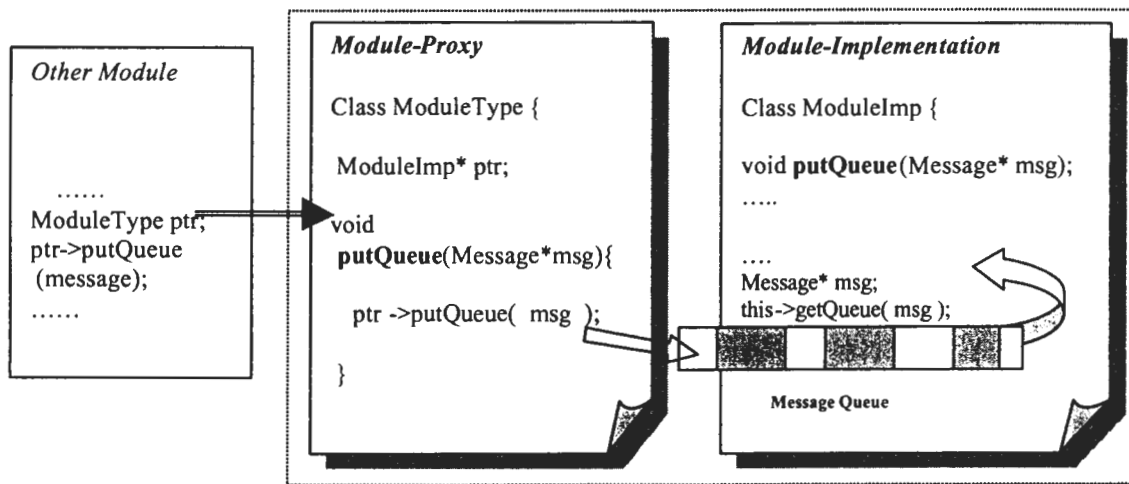 Other Module
......
ModuleType ptr;
ptr->putQueue
(message);
......
Module-Proxy
Class ModuleType {
ModuleImp* ptr;
void
putQueue(Message*msg){
ptr ->putQueue( msg );
}
Module-Implementation
Class ModuleImp {
void putQueue(Message* msg);
.....
....
Message* msg;
this->getQueue( msg );
Message Queue